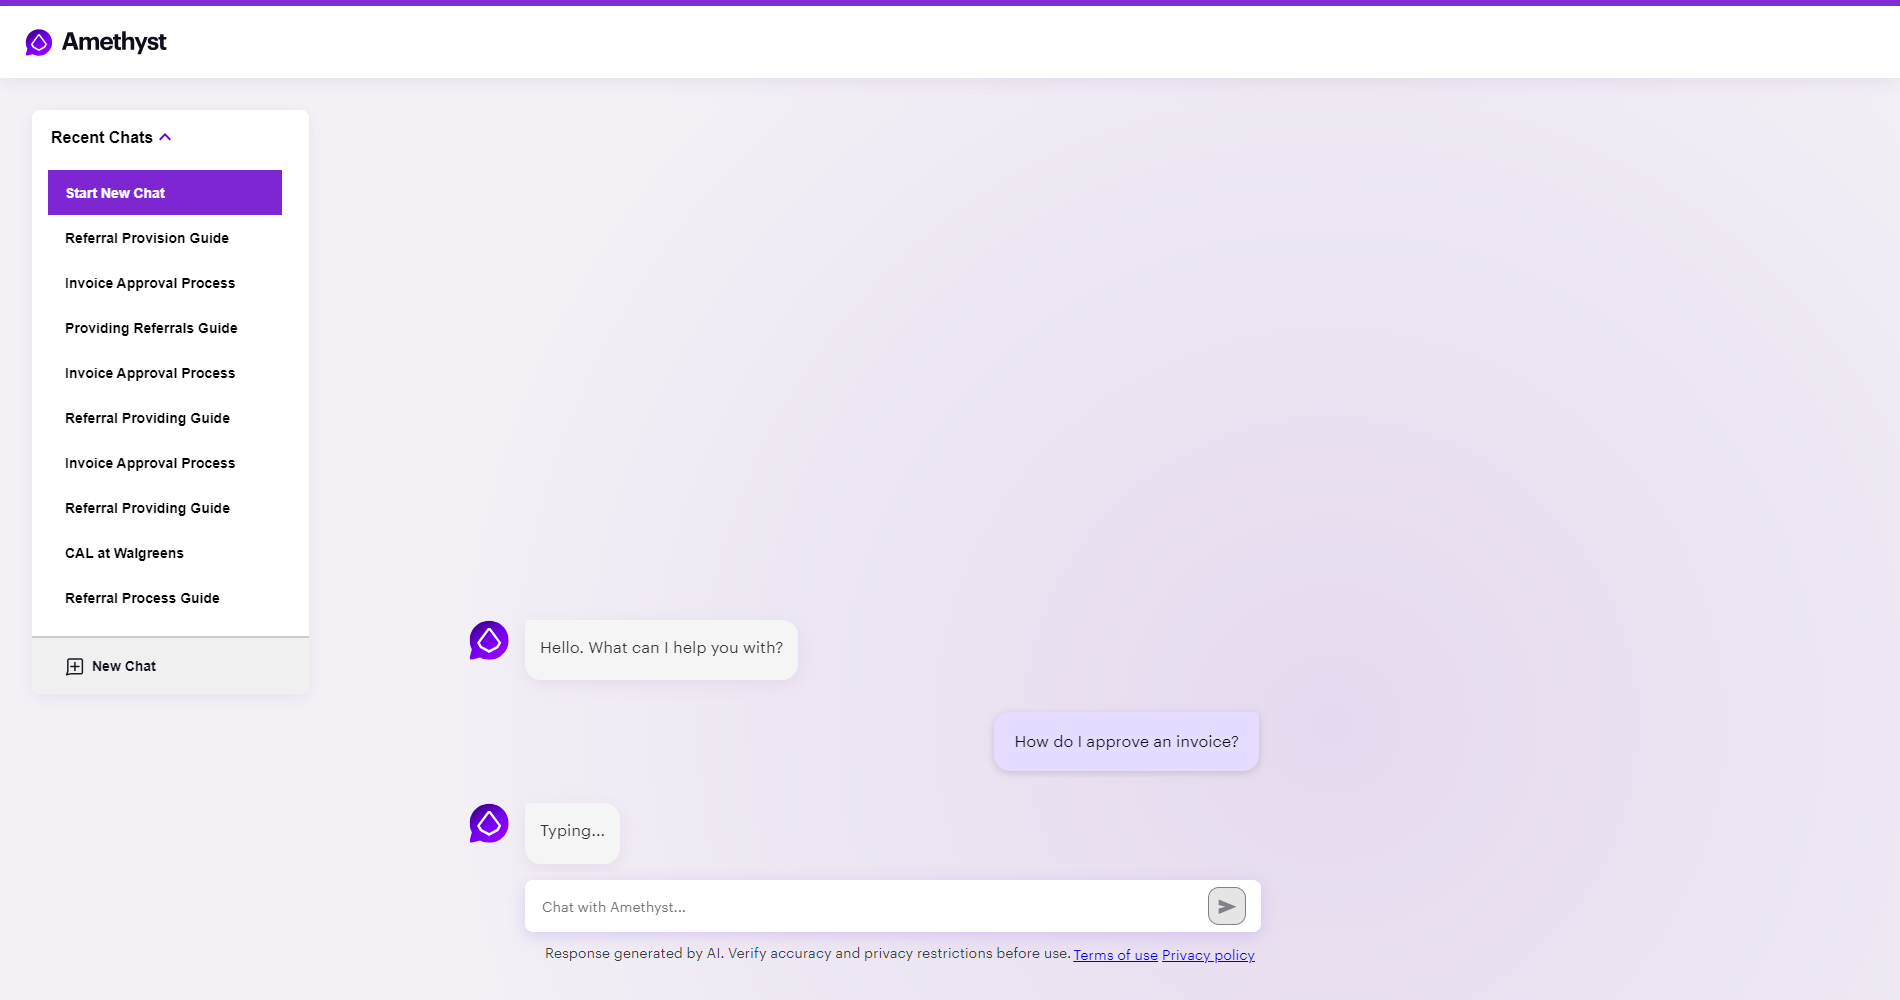 Amethyst
Recent Chats
Start New Chat
Referral Provision Guide
Invoice Approval Process
Providing Referrals Guide
Invoice Approval Process
Referral Providing Guide
Invoice Approval Process
Referral Providing Guide
CAL at Walgreens
Referral Process Guide
New Chat
Hello. What can I help you with?
How do I approve an invoice?
Typing...
Chat with Amethyst...
Response generated by AI. Verify accuracy and privacy restrictions before use. Terms of use Privacy policy